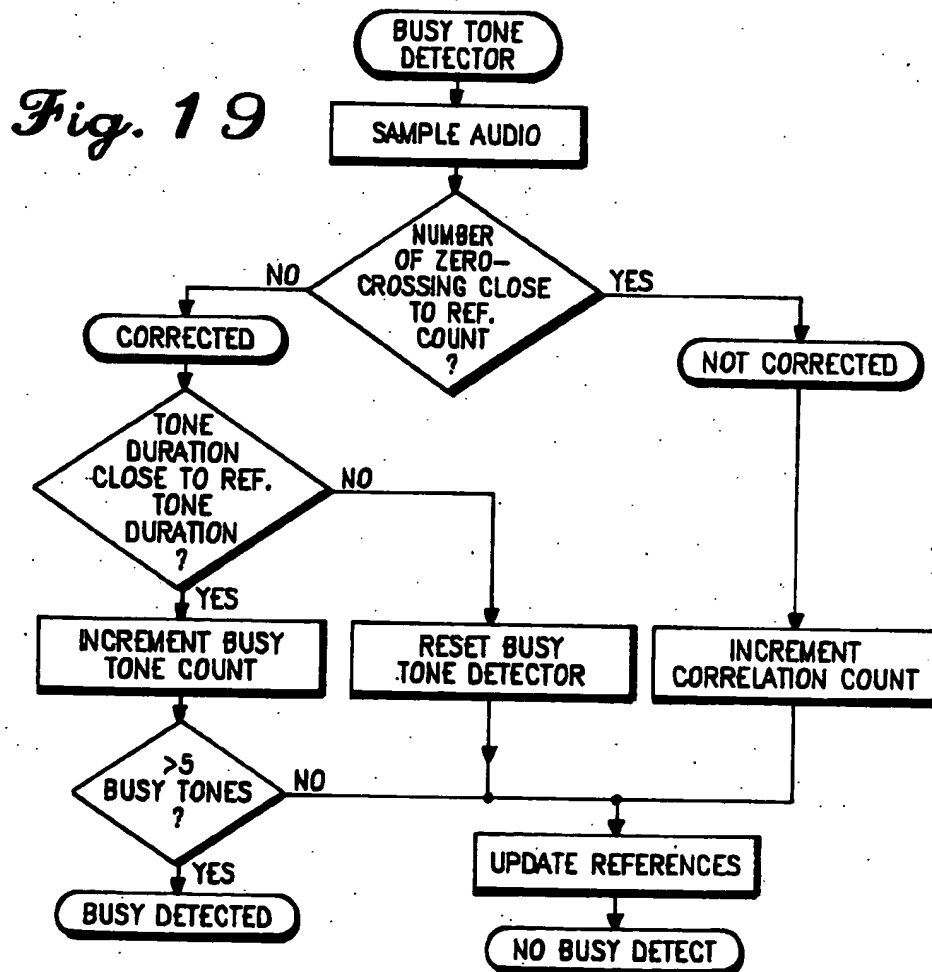 BUSY TONE
DETECTOR
Fig. 19
SAMPLE AUDIO
NUMBER
OF ZERO-
CROSSING CLOSE
TO REF.
COUNT
?
NO
YES
CORRECTED
NOT CORRECTED
TONE
DURATION
CLOSE TO REF.
TONE
DURATION
?
NO
YES
INCREMENT BUSY
TONE COUNT
RESET BUSY
TONE DETECTOR
INCREMENT
CORRELATION COUNT
>5
BUSY TONES
?
NO
YES
UPDATE REFERENCES
BUSY DETECTED
NO BUSY DETECT